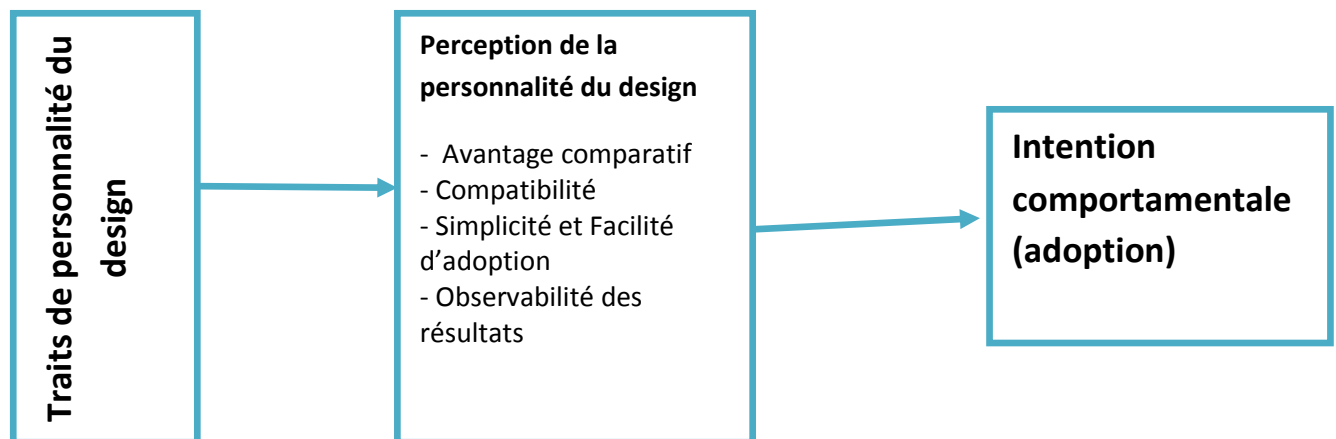 Traits de personnalité du
design
Perception de la
personnalité du design
- Avantage comparatif
- Compatibilité
- Simplicité et Facilité
d’adoption
- Observabilité des
résultats
Intention
comportamentale
(adoption)